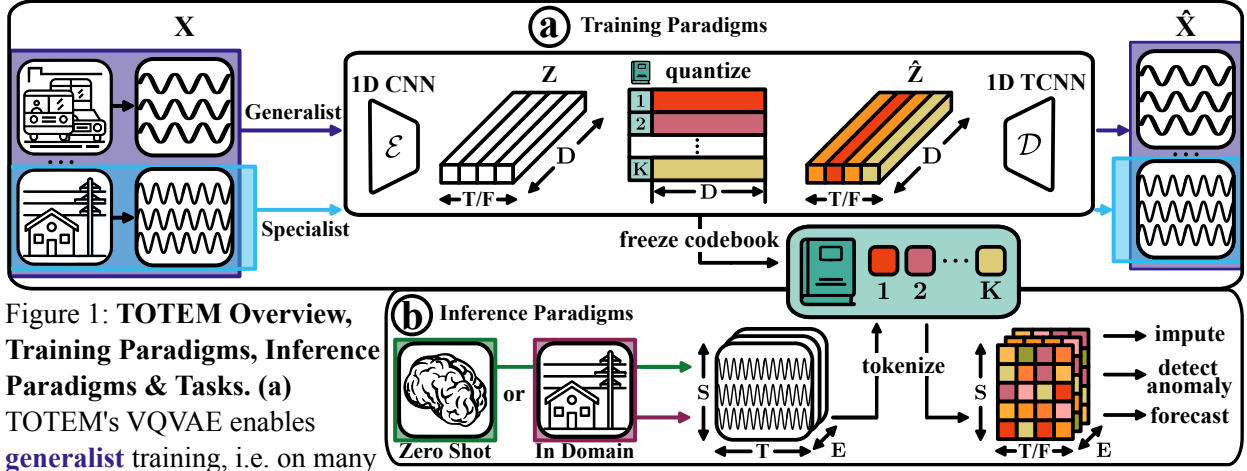 X
a Training Paradigms
X̂
1D CNN
Z
quantize
Ẑ
1D TCNN
Generalist
ℰ
1
2
⋮
K
D
D
D
𝒟
T/F
T/F
...
...
Specialist
freeze codebook
1 2 ... K
Figure 1: TOTEM Overview,
Training Paradigms, Inference
Paradigms & Tasks. (a)
TOTEM's VQVAE enables
generalist training, i.e. on many
b Inference Paradigms
or
Zero Shot
In Domain
S
T
E
tokenize
S
T/F
E
impute
detect
anomaly
forecast